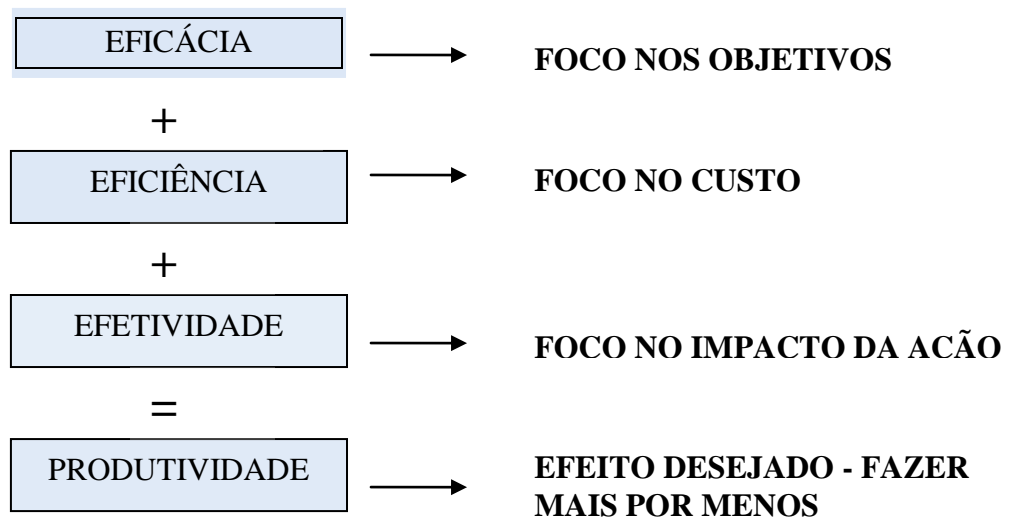 EFICÁCIA
FOCO NOS OBJETIVOS
+
EFICIÊNCIA
FOCO NO CUSTO
+
EFETIVIDADE
FOCO NO IMPACTO DA ACÃO
=
PRODUTIVIDADE
EFEITO DESEJADO - FAZER
MAIS POR MENOS